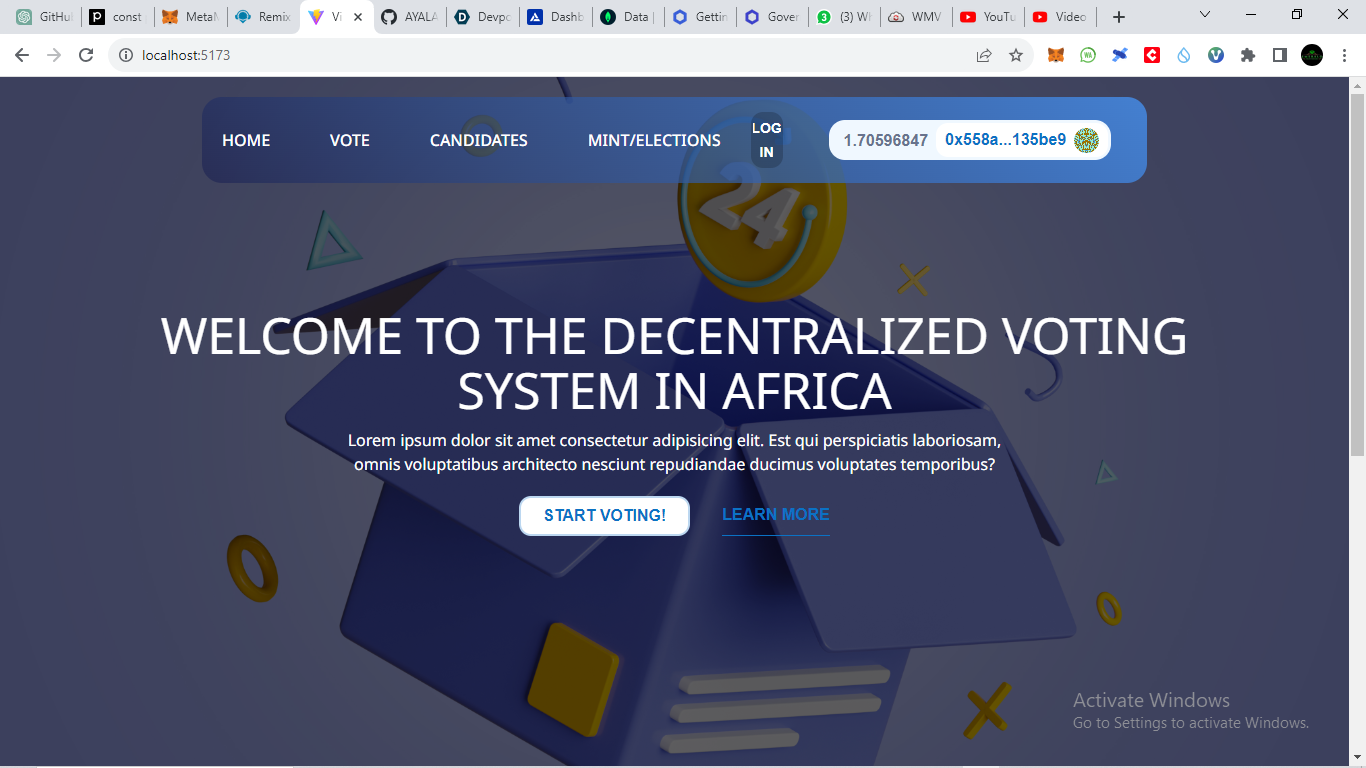 GitHu
const
MetaM
Remix
Vi
AYALA
Devpo
Dashb
Data
Gettin
Gover
3
(3) Wh
WMV
YouTu
Video
localhost:5173
WA
HOME
VOTE
CANDIDATES
MINT/ELECTIONS
LOG
IN
1.70596847
0x558a...135be9
24
WELCOME TO THE DECENTRALIZED VOTING
SYSTEM IN AFRICA
Lorem ipsum dolor sit amet consectetur adipisicing elit. Est qui perspiciatis laboriosam,
omnis voluptatibus architecto nesciunt repudiandae ducimus voluptates temporibus?
START VOTING!
LEARN MORE
Activate Windows
Go to Settings to activate Windows.